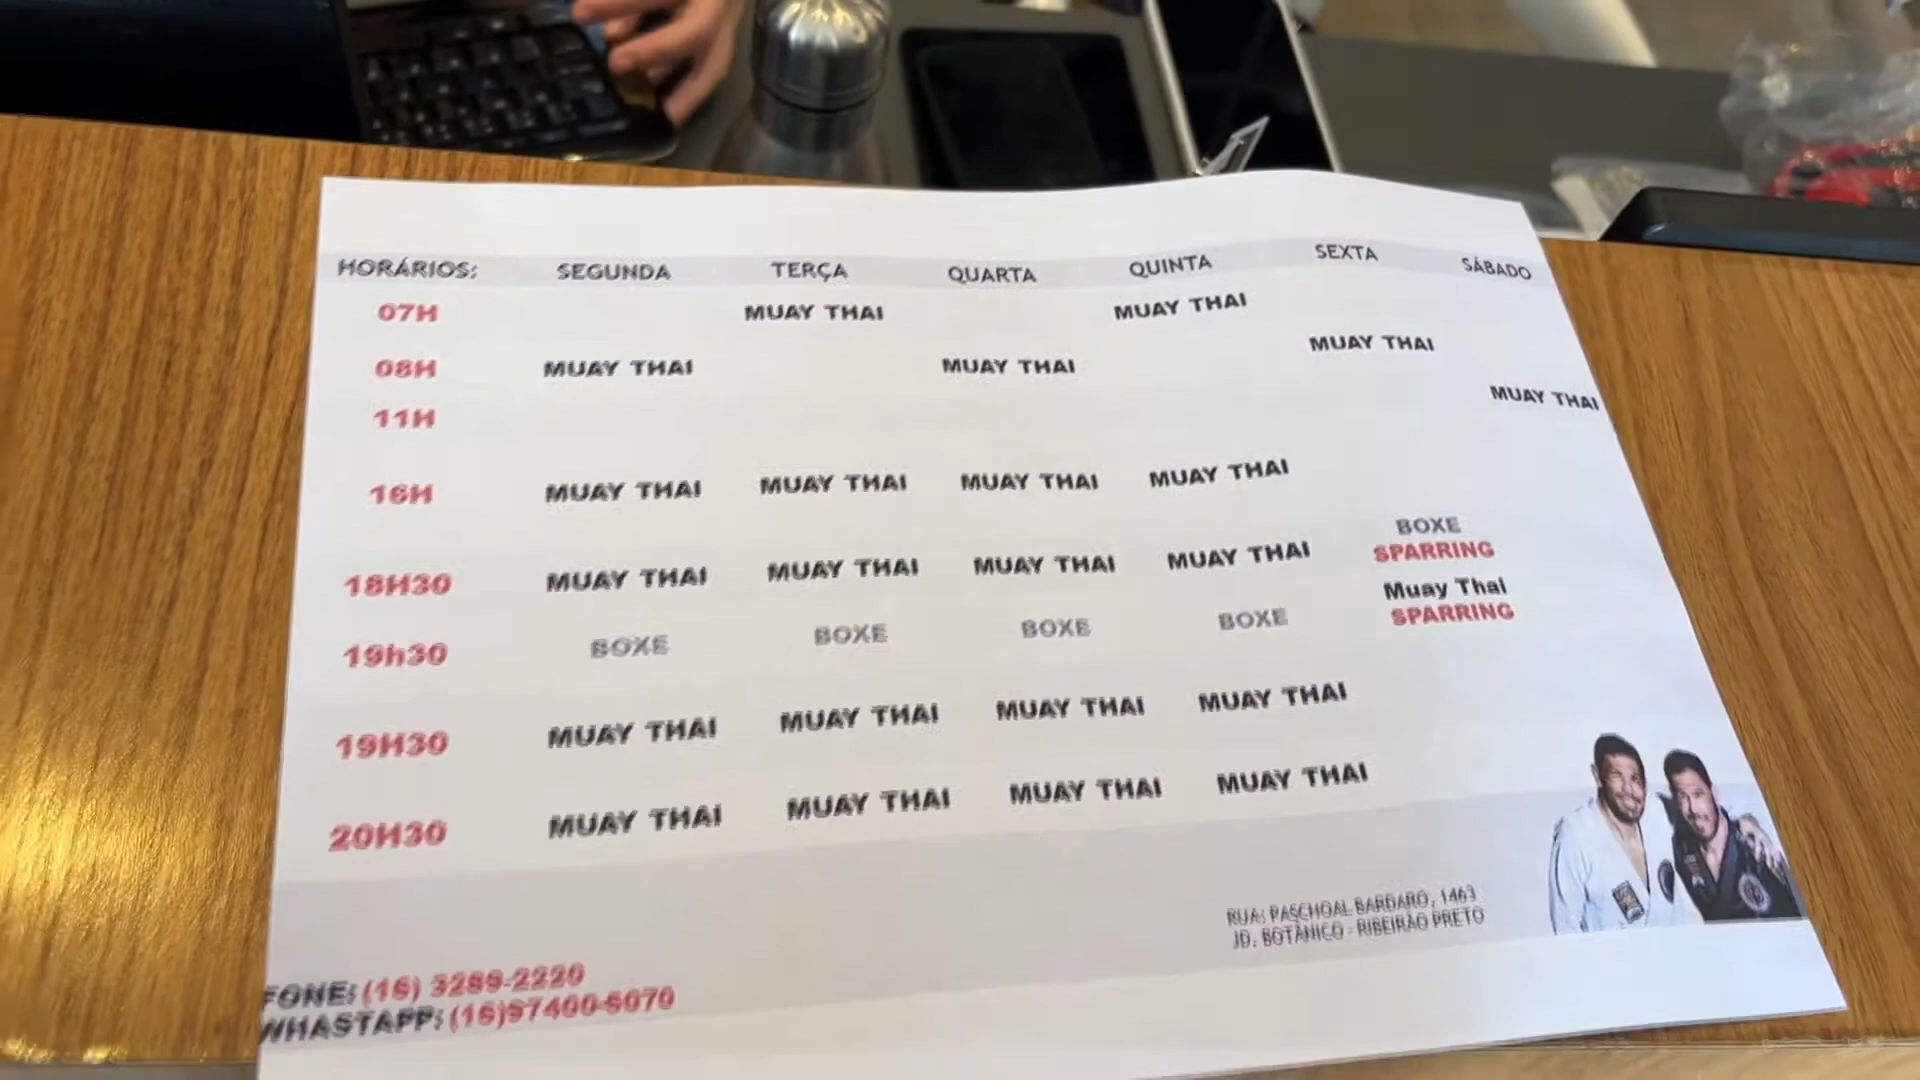 HORÁRIOS: SEGUNDA TERÇA QUARTA QUINTA SEXTA SÁBADO
07H MUAY THAI MUAY THAI
08H MUAY THAI MUAY THAI MUAY THAI
11H MUAY THAI
16H MUAY THAI MUAY THAI MUAY THAI MUAY THAI
18H30 MUAY THAI MUAY THAI MUAY THAI MUAY THAI BOXE
SPARRING
19h30 BOXE BOXE BOXE BOXE Muay Thai
SPARRING
19H30 MUAY THAI MUAY THAI MUAY THAI MUAY THAI
20H30 MUAY THAI MUAY THAI MUAY THAI MUAY THAI
RUA: PASCHOAL BARDARO, 1463
JD. BOTÂNICO - RIBEIRÃO PRETO
FONE: (16) 3289-2220
WHASTAPP: (16)97400-6070